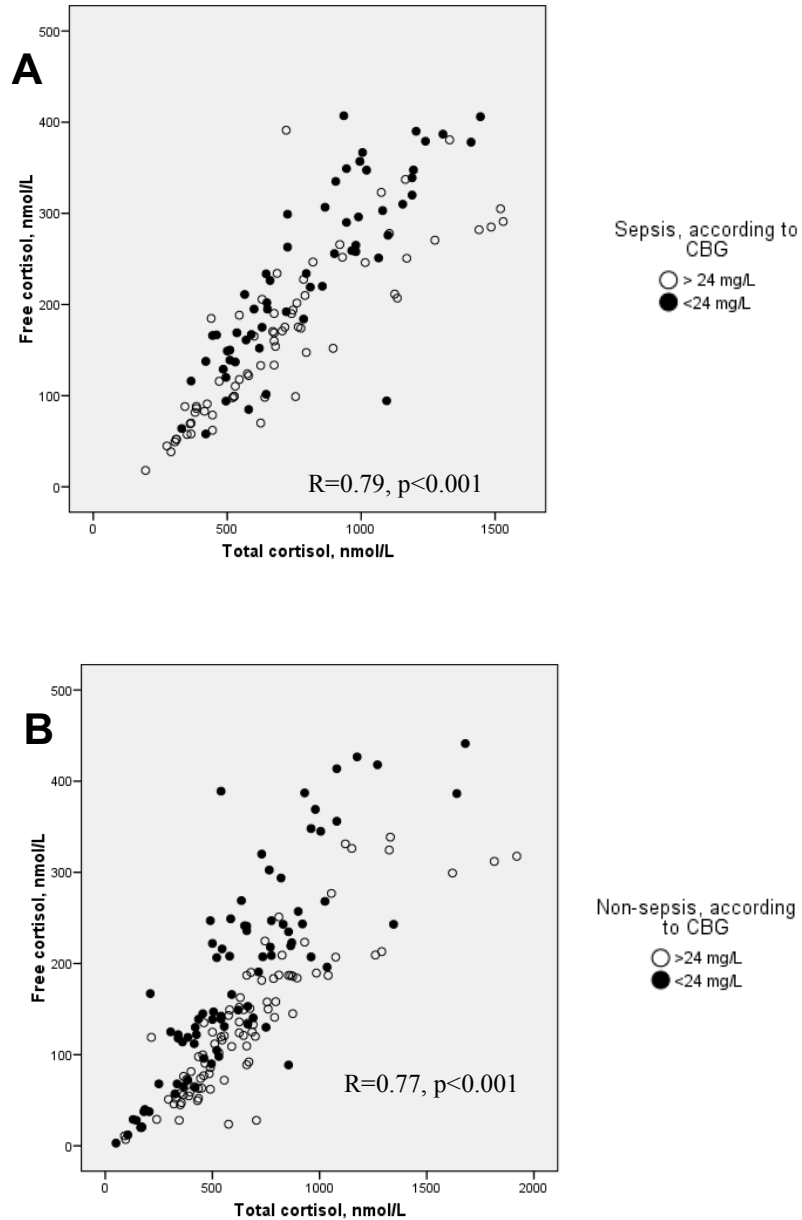 A
500
400
300
200
100
0
Free cortisol, nmol/L
0 500 1000 1500
Total cortisol, nmol/L
R=0.79, p<0.001
Sepsis, according to
CBG
> 24 mg/L
<24 mg/L
B
500
400
300
200
100
0
Free cortisol, nmol/L
0 500 1000 1500 2000
Total cortisol, nmol/L
R=0.77, p<0.001
Non-sepsis, according
to CBG
>24 mg/L
<24 mg/L